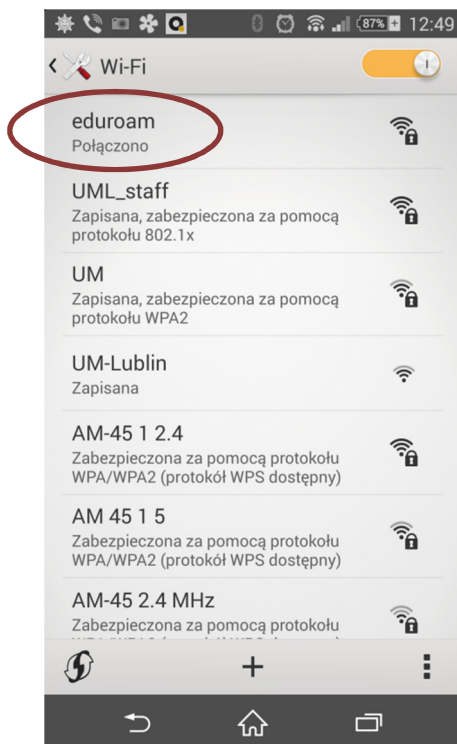 87% 12:49
Wi-Fi
eduroam
Połączono
UML_staff
Zapisana, zabezpieczona za pomocą
protokołu 802.1x
UM
Zapisana, zabezpieczona za pomocą
protokołu WPA2
UM-Lublin
Zapisana
AM-45 1 2.4
Zabezpieczona za pomocą protokołu
WPA/WPA2 (protokół WPS dostępny)
AM 45 1 5
Zabezpieczona za pomocą protokołu
WPA/WPA2 (protokół WPS dostępny)
AM-45 2.4 MHz
Zabezpieczona za pomocą protokołu